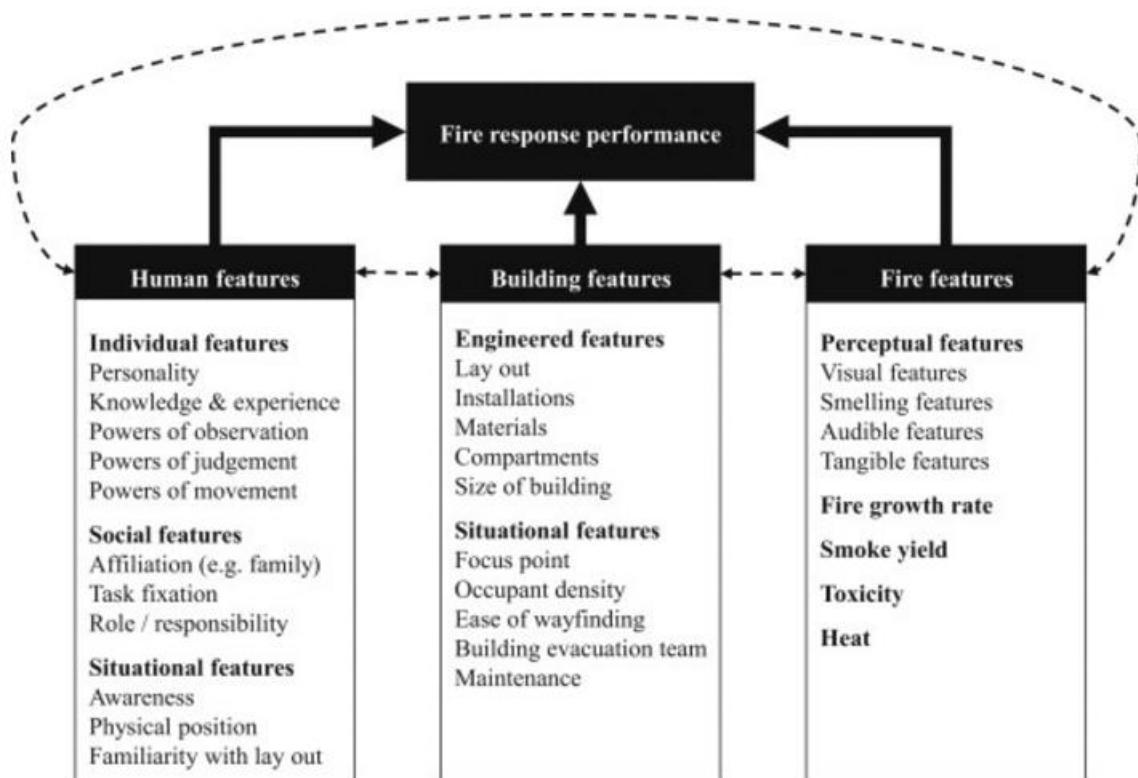 Fire response performance
Human features
Individual features
Personality
Knowledge & experience
Powers of observation
Powers of judgement
Powers of movement
Social features
Affiliation (e.g. family)
Task fixation
Role / responsibility
Situational features
Awareness
Physical position
Familiarity with lay out
Building features
Engineered features
Lay out
Installations
Materials
Compartments
Size of building
Situational features
Focus point
Occupant density
Ease of wayfinding
Building evacuation team
Maintenance
Fire features
Perceptual features
Visual features
Smelling features
Audible features
Tangible features
Fire growth rate
Smoke yield
Toxicity
Heat